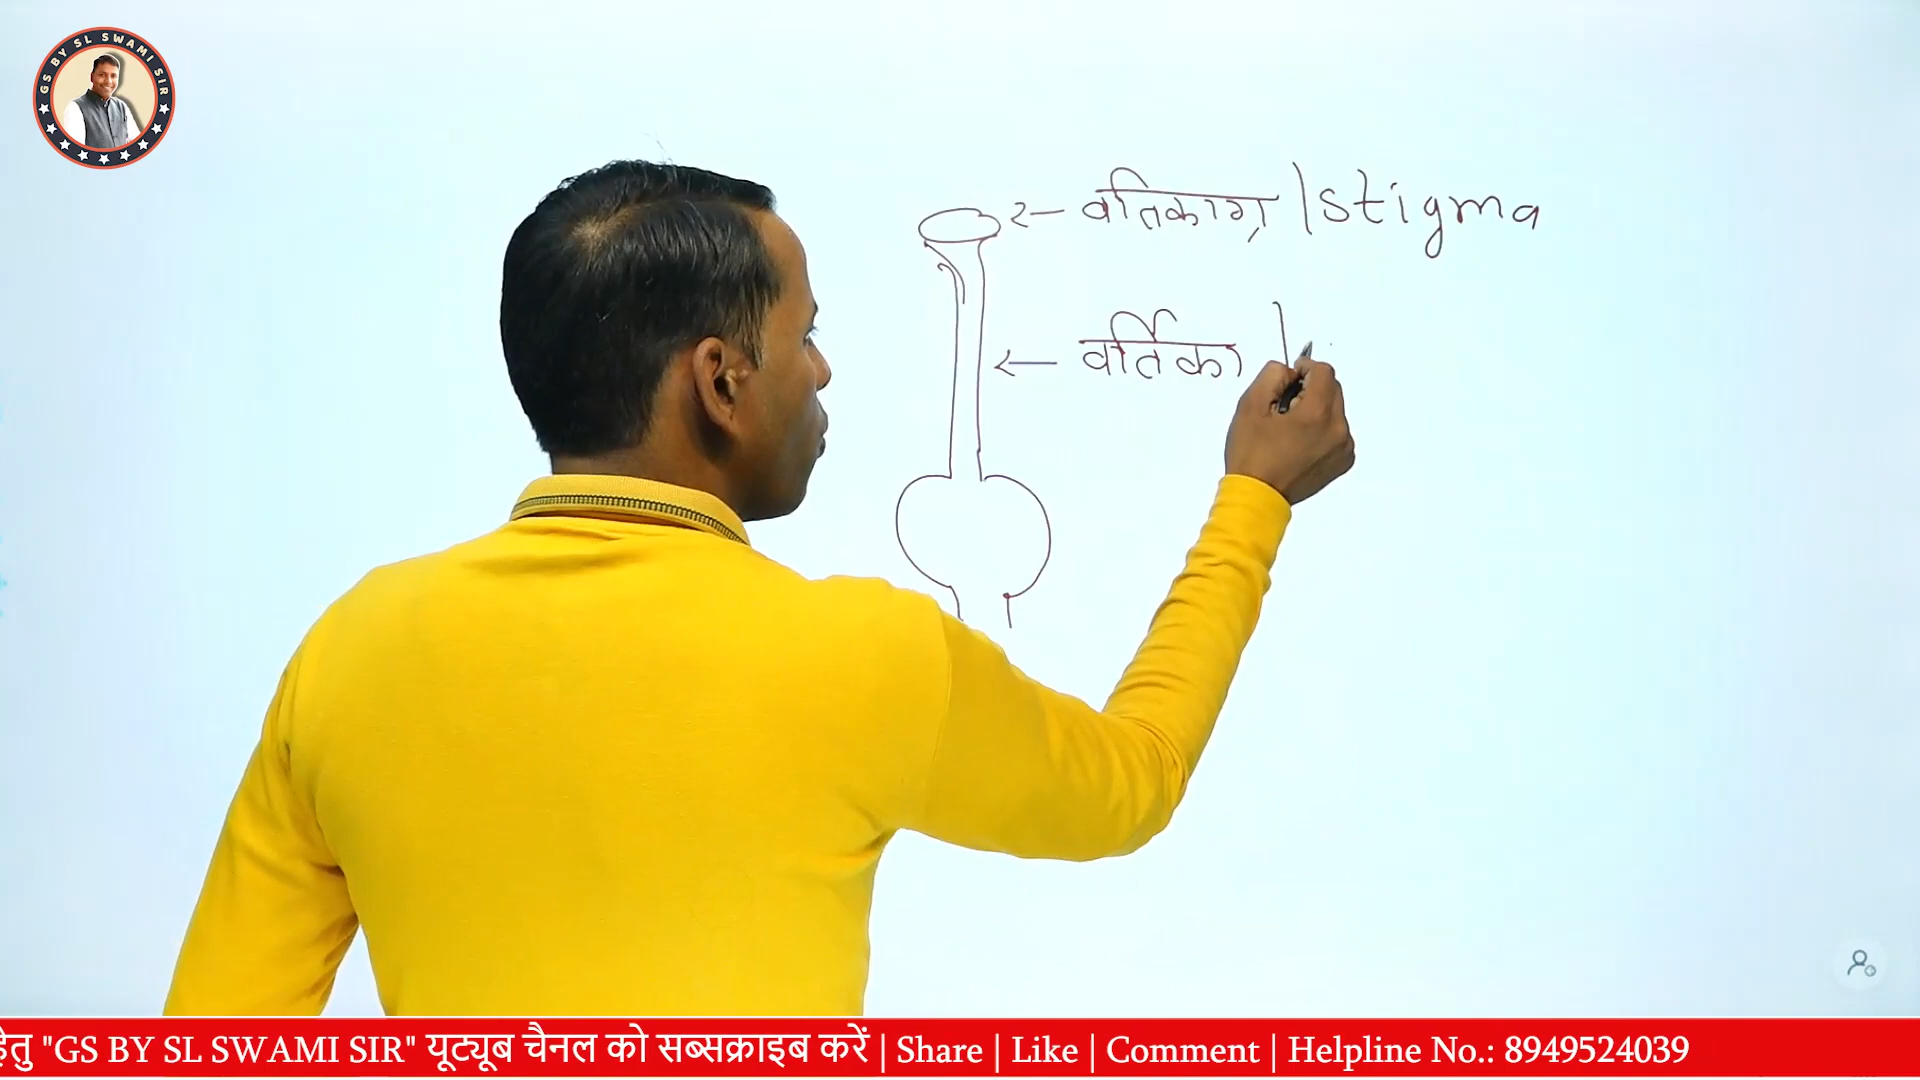 GS BY SL SWAMI SIR
वर्तिकाग्र / Stigma
वर्तिका /
हेतु "GS BY SL SWAMI SIR" यूट्यूब चैनल को सब्सक्राइब करें | Share | Like | Comment | Helpline No.: 8949524039